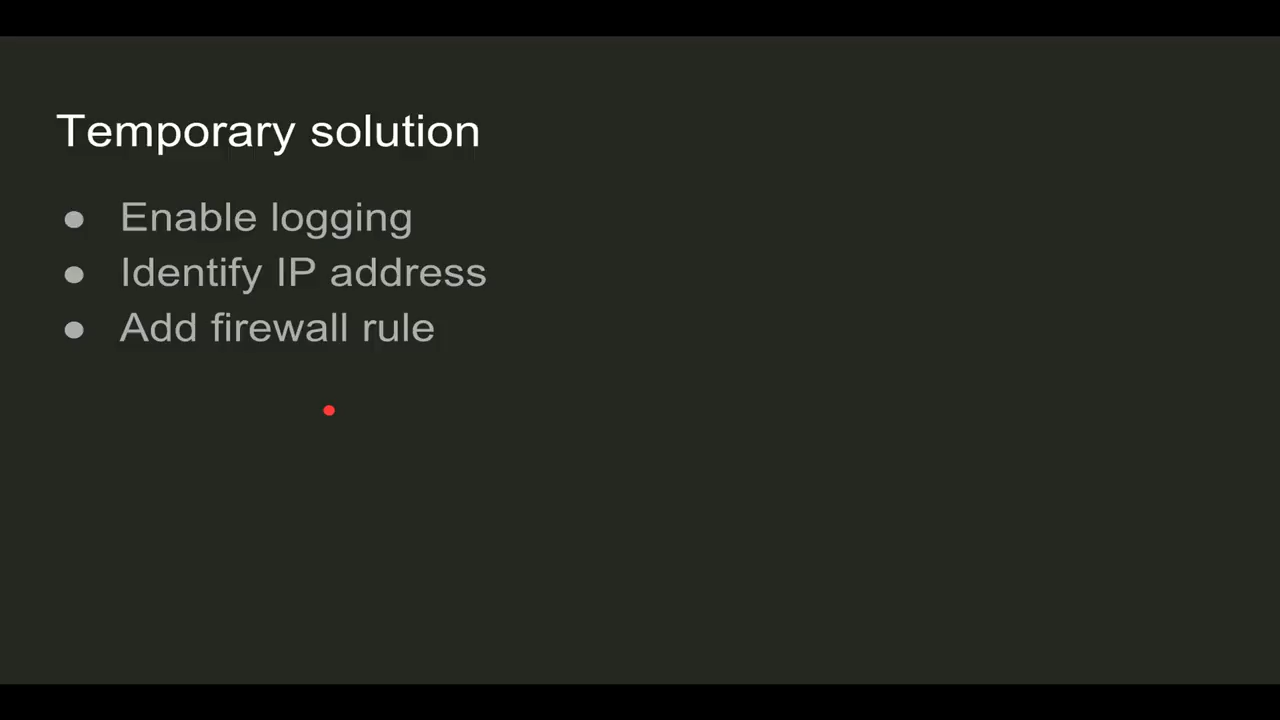 Temporary solution
● Enable logging
● Identify IP address
● Add firewall rule